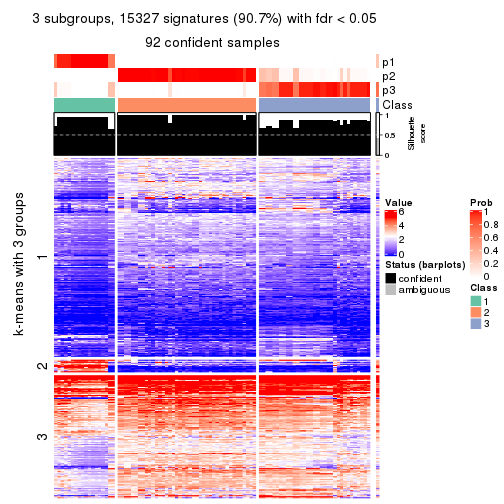 3 subgroups, 15327 signatures (90.7%) with fdr < 0.05
92 confident samples
p1
p2
p3
Class
1
0.5
0
Silhouette
score
k-means with 3 groups
1
2
3
Value
6
4
2
0
Status (barplots)
confident
ambiguous
Prob
1
0.8
0.6
0.4
0.2
0
Class
1
2
3